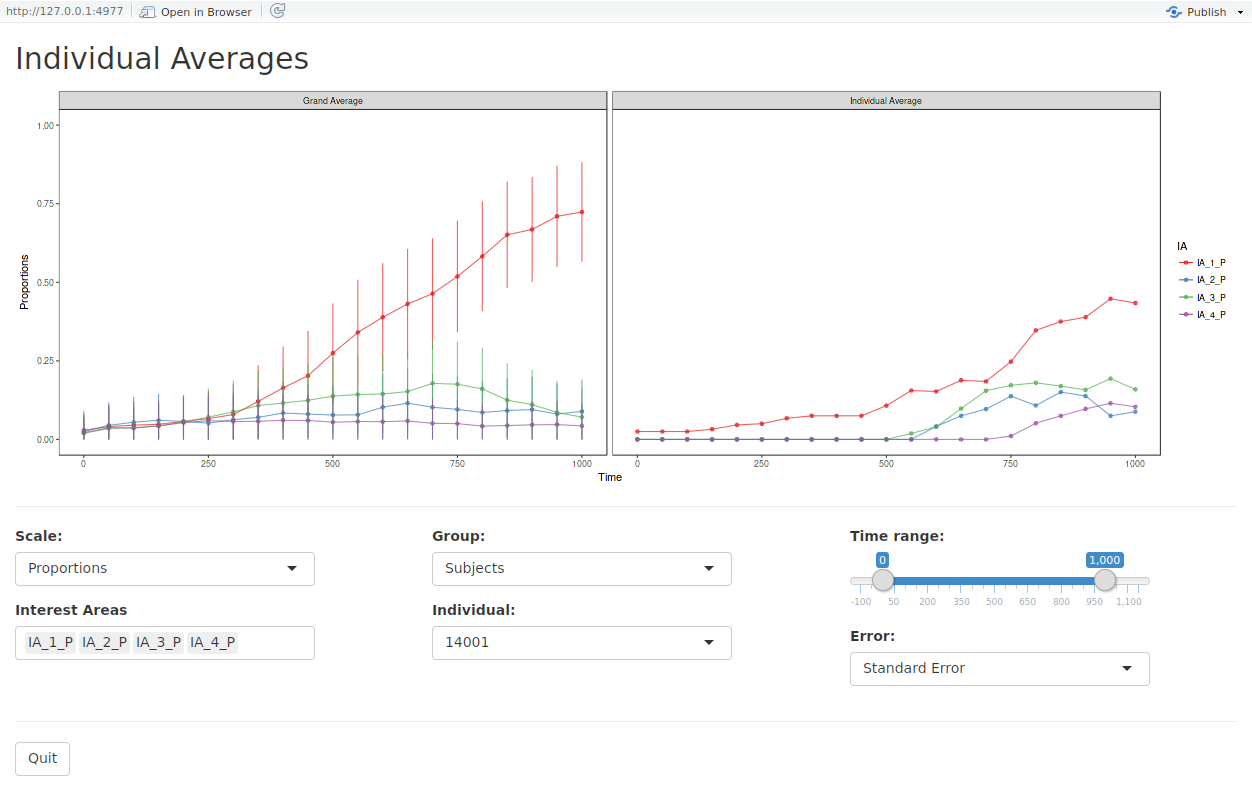 http://127.0.0.1:4977 Open in Browser Publish
Individual Averages
Grand Average Individual Average
1.00
0.75
0.50
0.25
0.00
Proportions
0 250 500 750 1000 0 250 500 750 1000
Time
IA
IA_1_P
IA_2_P
IA_3_P
IA_4_P
Scale: Group: Time range:
Proportions Subjects 0 1,000
-100 50 200 350 500 650 800 950 1,100
Interest Areas Individual:
IA_1_P IA_2_P IA_3_P IA_4_P 14001
Error:
Standard Error
Quit